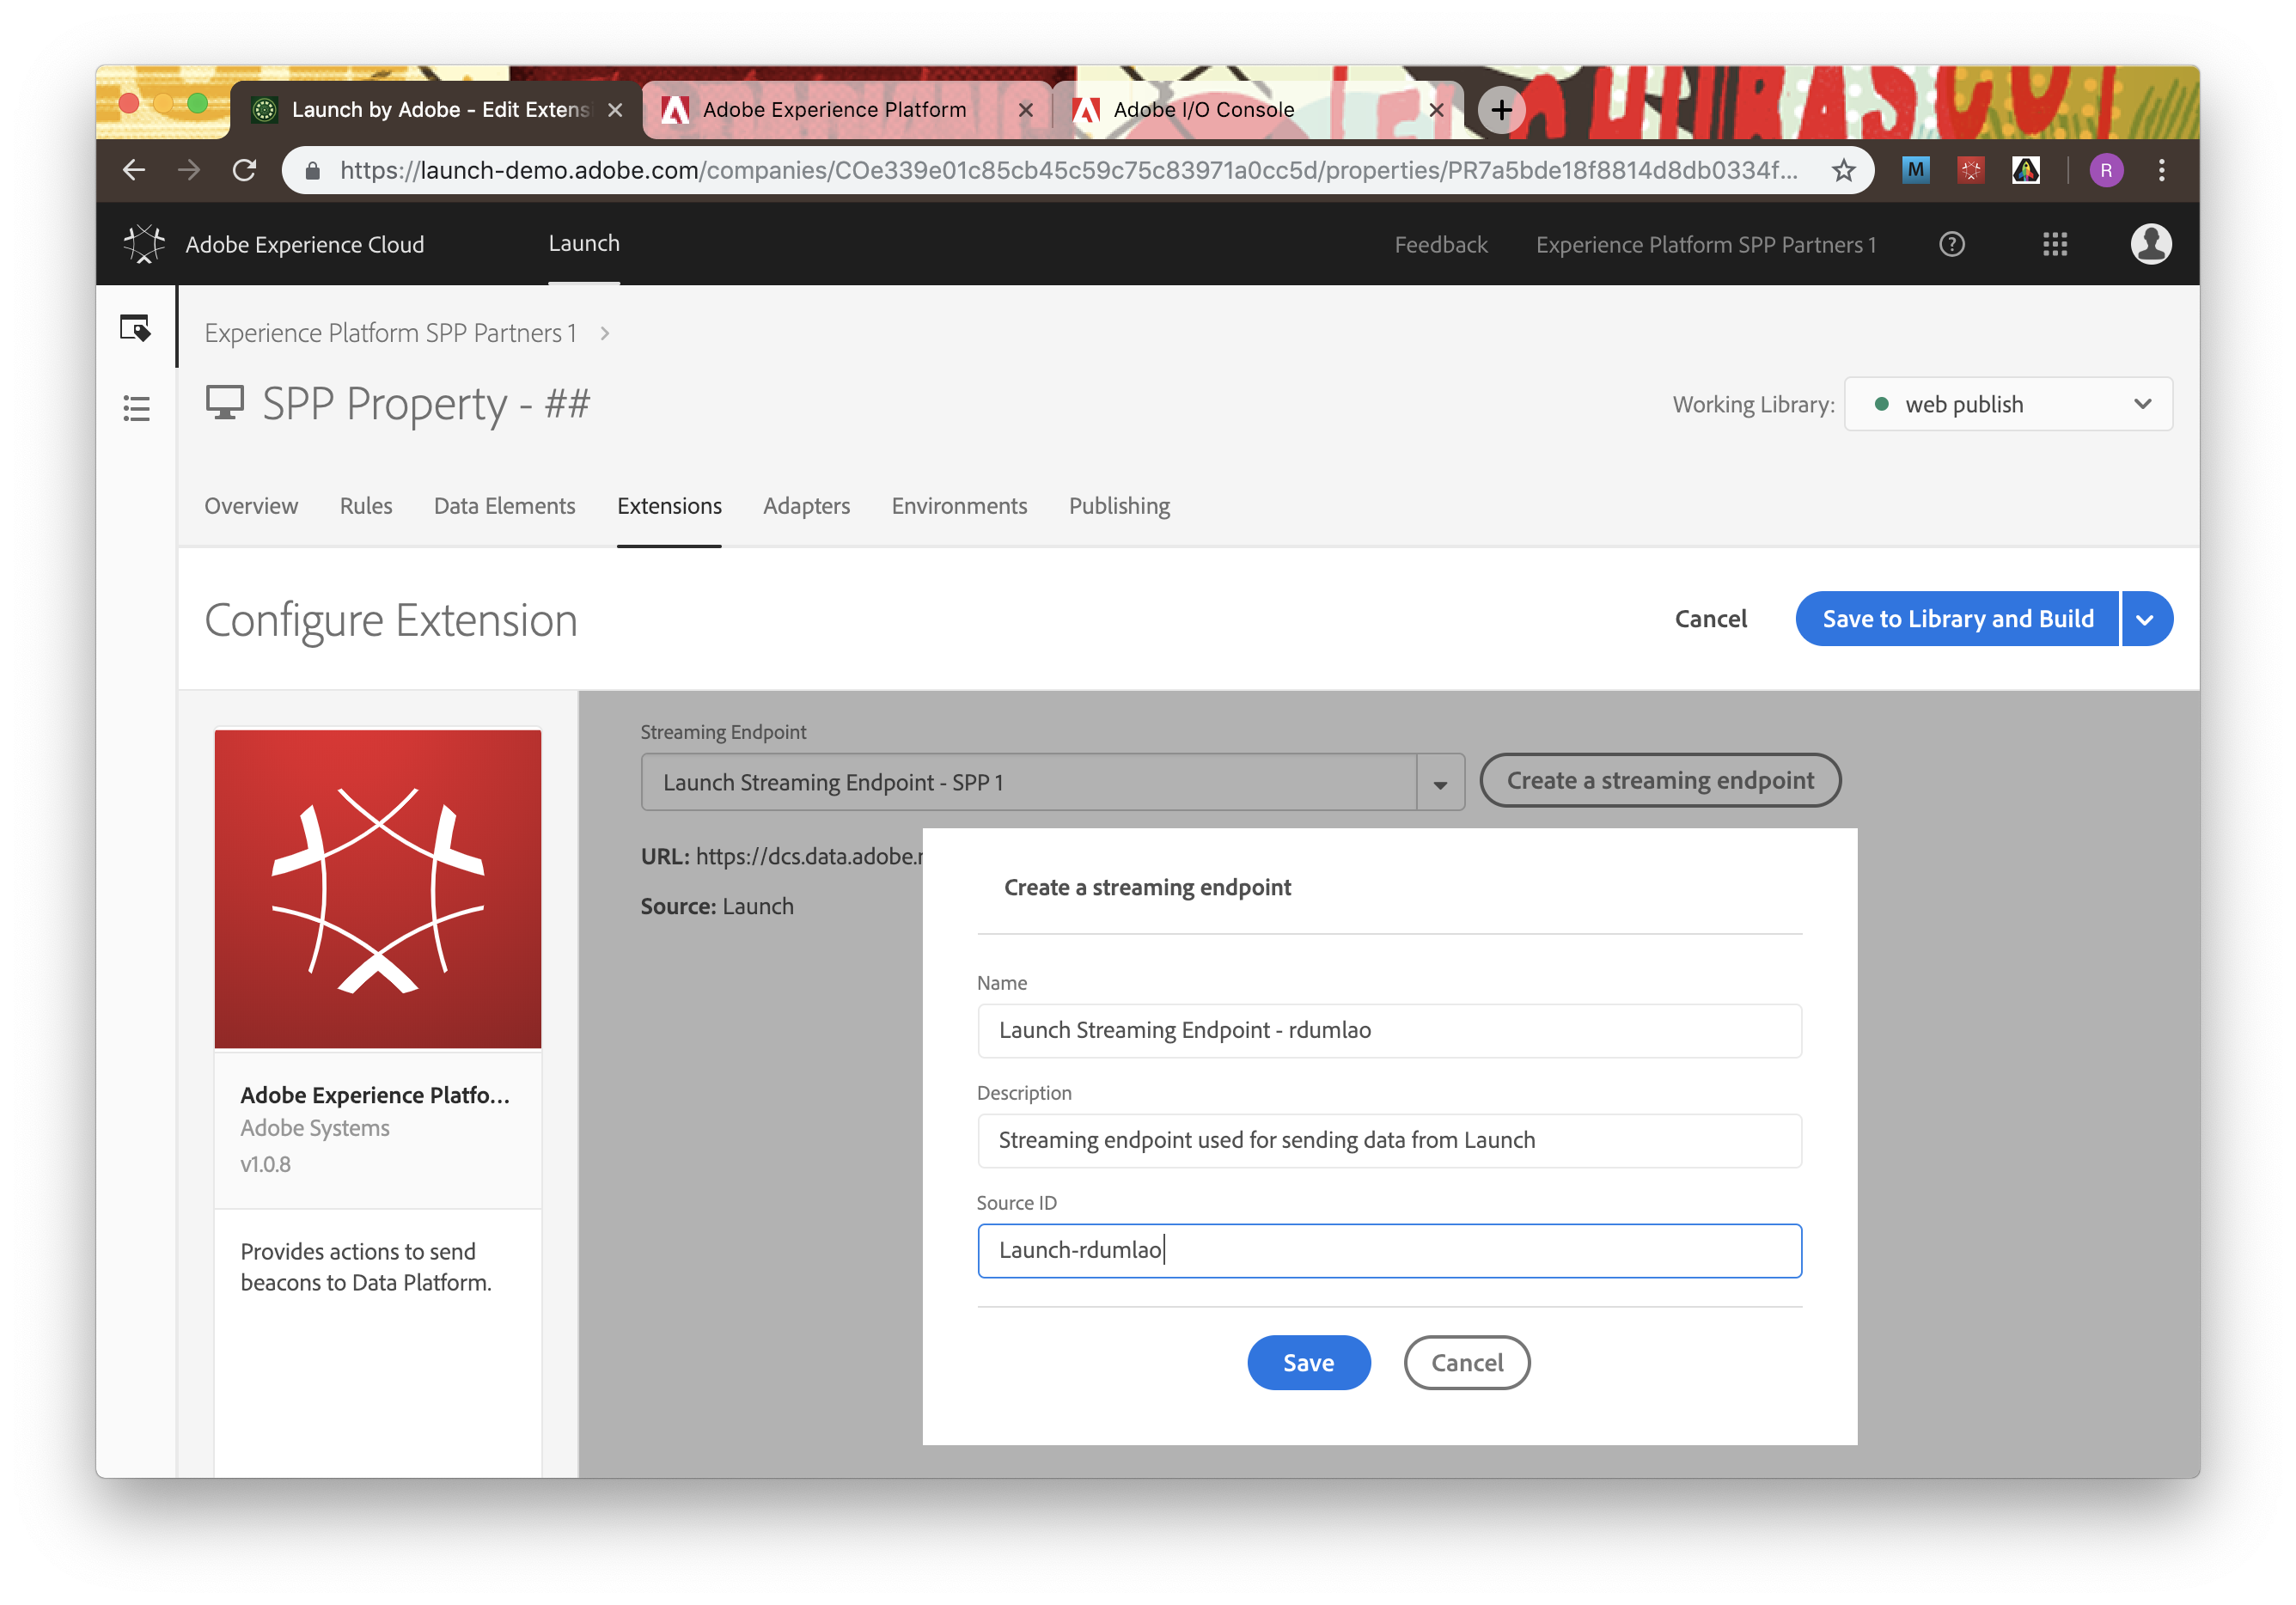 Launch by Adobe - Edit Extens
Adobe Experience Platform
Adobe I/O Console
https://launch-demo.adobe.com/companies/COe339e01c85cb45c59c75c83971a0cc5d/properties/PR7a5bde18f8814d8db0334f...
M
R
Adobe Experience Cloud
Launch
Feedback
Experience Platform SPP Partners 1
Experience Platform SPP Partners 1
SPP Property - ##
Working Library:
web publish
Overview
Rules
Data Elements
Extensions
Adapters
Environments
Publishing
Configure Extension
Cancel
Save to Library and Build
Streaming Endpoint
Launch Streaming Endpoint - SPP 1
Create a streaming endpoint
URL: https://dcs.data.adobe.
Source: Launch
Adobe Experience Platfo...
Adobe Systems
v1.0.8
Provides actions to send
beacons to Data Platform.
Create a streaming endpoint
Name
Launch Streaming Endpoint - rdumlao
Description
Streaming endpoint used for sending data from Launch
Source ID
Launch-rdumlao
Save
Cancel